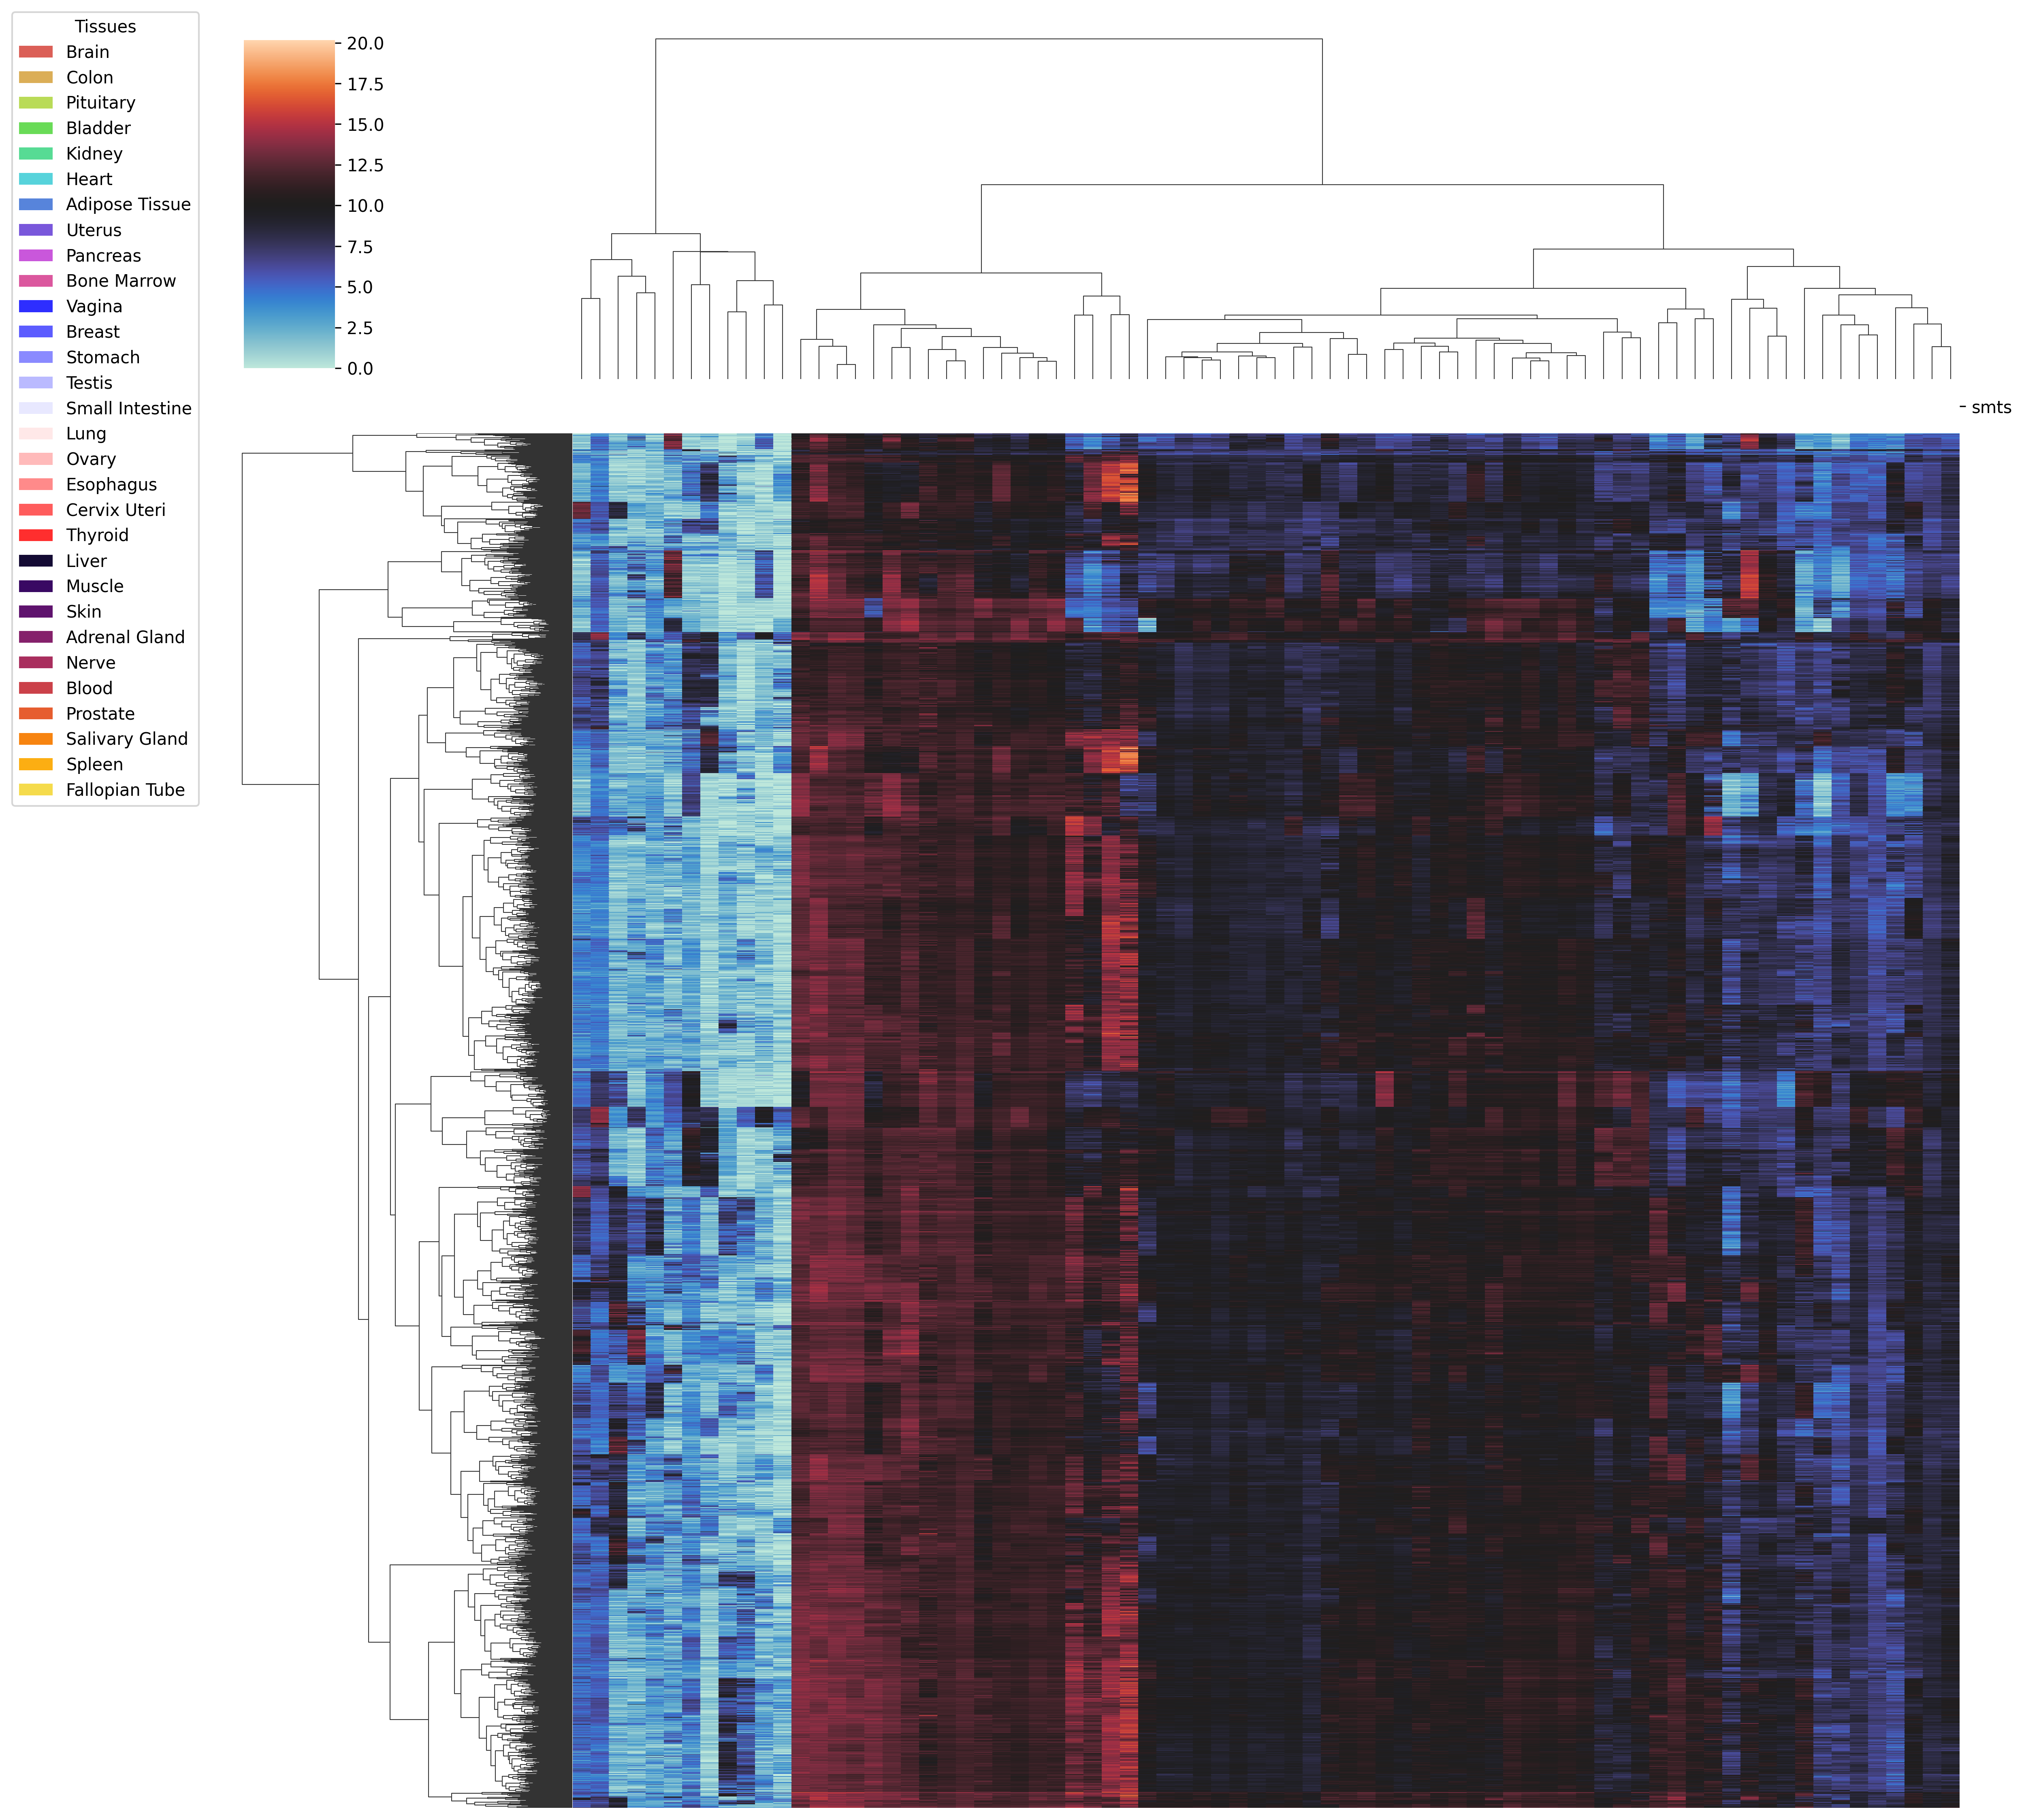 Tissues
Brain
Colon
Pituitary
Bladder
Kidney
Heart
Adipose Tissue
Uterus
Pancreas
Bone Marrow
Vagina
Breast
Stomach
Testis
Small Intestine
Lung
Ovary
Esophagus
Cervix Uteri
Thyroid
Liver
Muscle
Skin
Adrenal Gland
Nerve
Blood
Prostate
Salivary Gland
Spleen
Fallopian Tube
20.0
17.5
15.0
12.5
10.0
7.5
5.0
2.5
0.0
smts